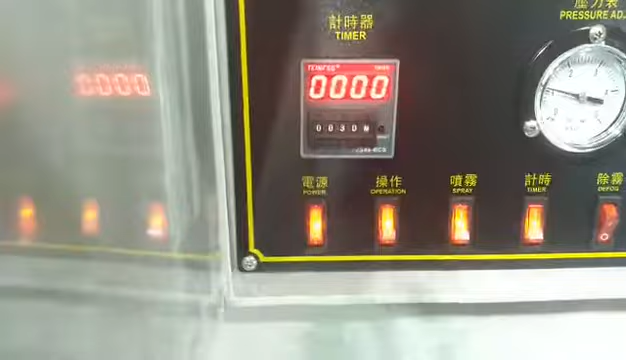 計時器
TIMER
壓力表
PRESSURE ADJ
0000
電源
POWER
操作
OPERATION
噴霧
SPRAY
計時
TIMER
除霧
DEFOG